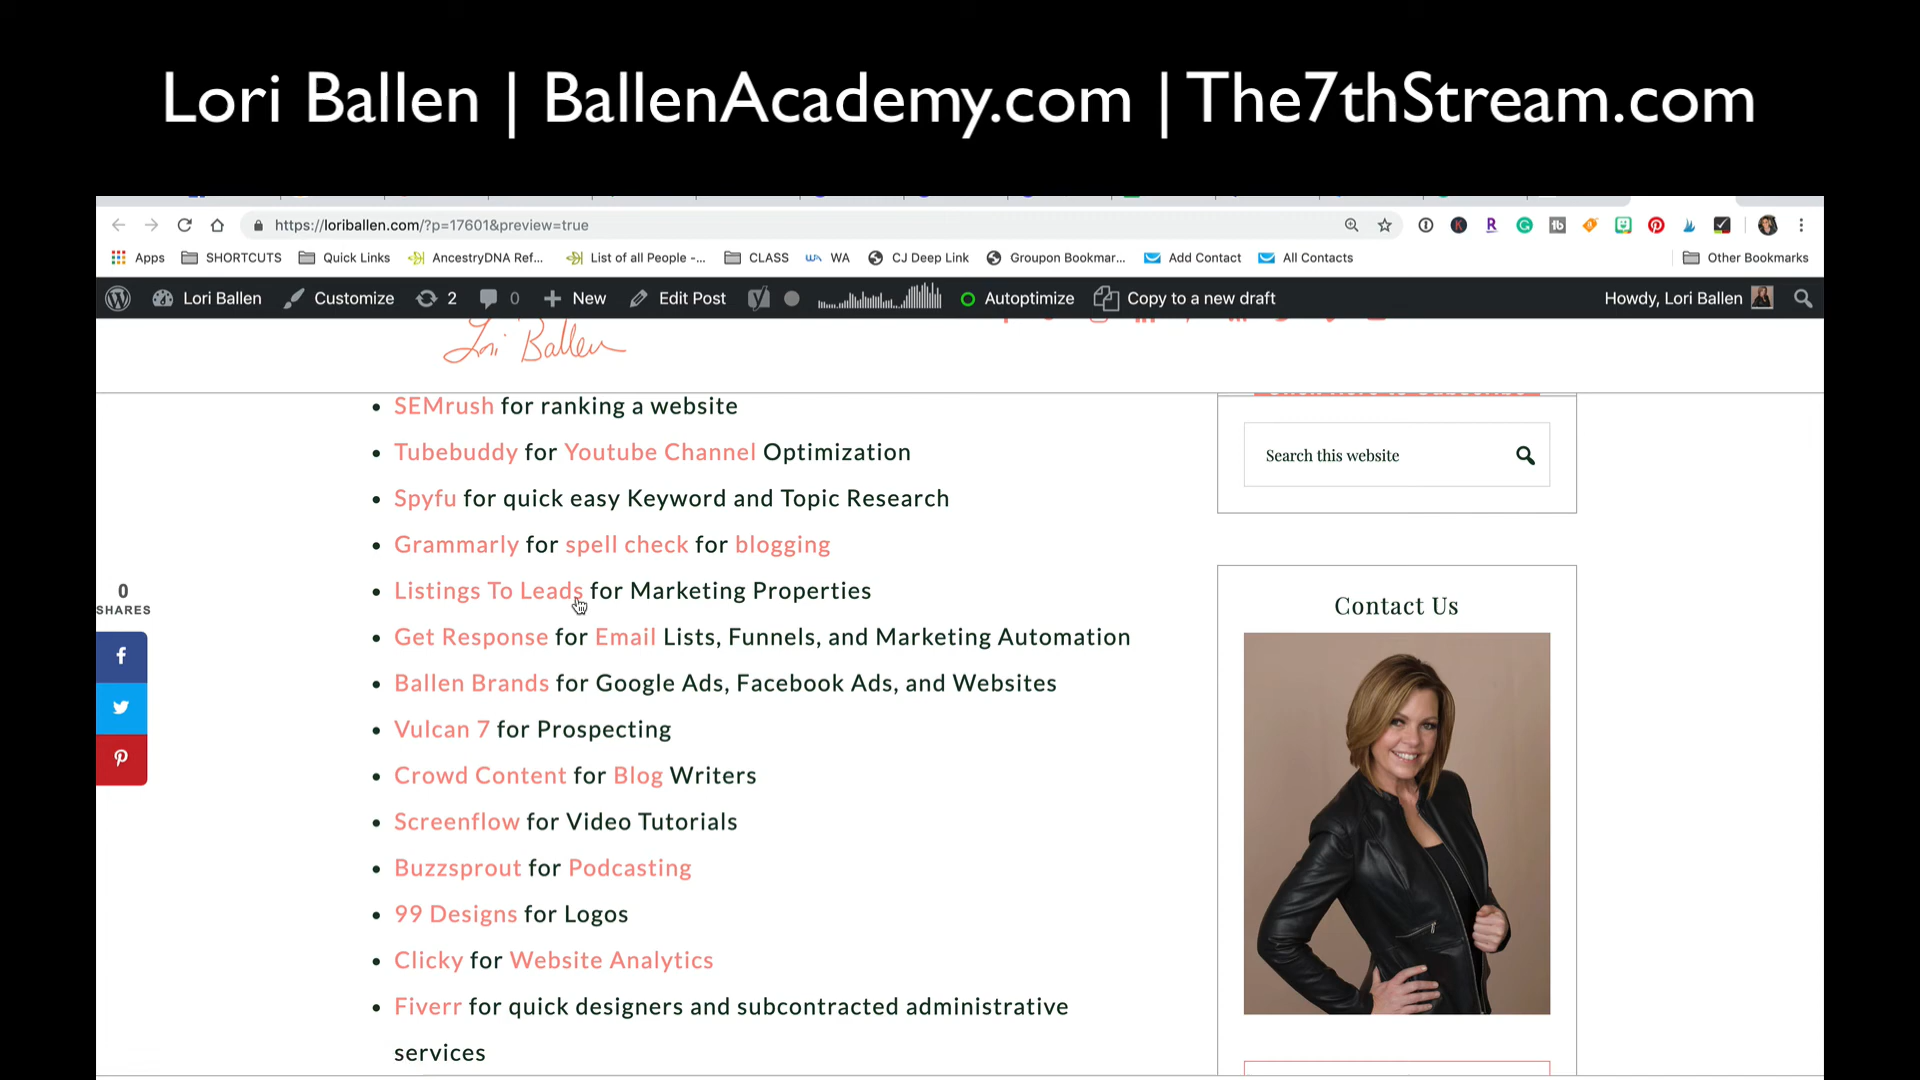 Lori Ballen | BallenAcademy.com | The7thStream.com
https://loriballen.com/?p=17601&preview=true
Apps SHORTCUTS Quick Links AncestryDNA Ref... List of all People -... CLASS WA CJ Deep Link Groupon Bookmar... Add Contact All Contacts Other Bookmarks
Lori Ballen Customize 2 0 New Edit Post Autoptimize Copy to a new draft Howdy, Lori Ballen
Lori Ballen
• SEMrush for ranking a website
• Tubebuddy for Youtube Channel Optimization
• Spyfu for quick easy Keyword and Topic Research
• Grammarly for spell check for blogging
• Listings To Leads for Marketing Properties
• Get Response for Email Lists, Funnels, and Marketing Automation
• Ballen Brands for Google Ads, Facebook Ads, and Websites
• Vulcan 7 for Prospecting
• Crowd Content for Blog Writers
• Screenflow for Video Tutorials
• Buzzsprout for Podcasting
• 99 Designs for Logos
• Clicky for Website Analytics
• Fiverr for quick designers and subcontracted administrative
services
0
SHARES
Search this website
Contact Us